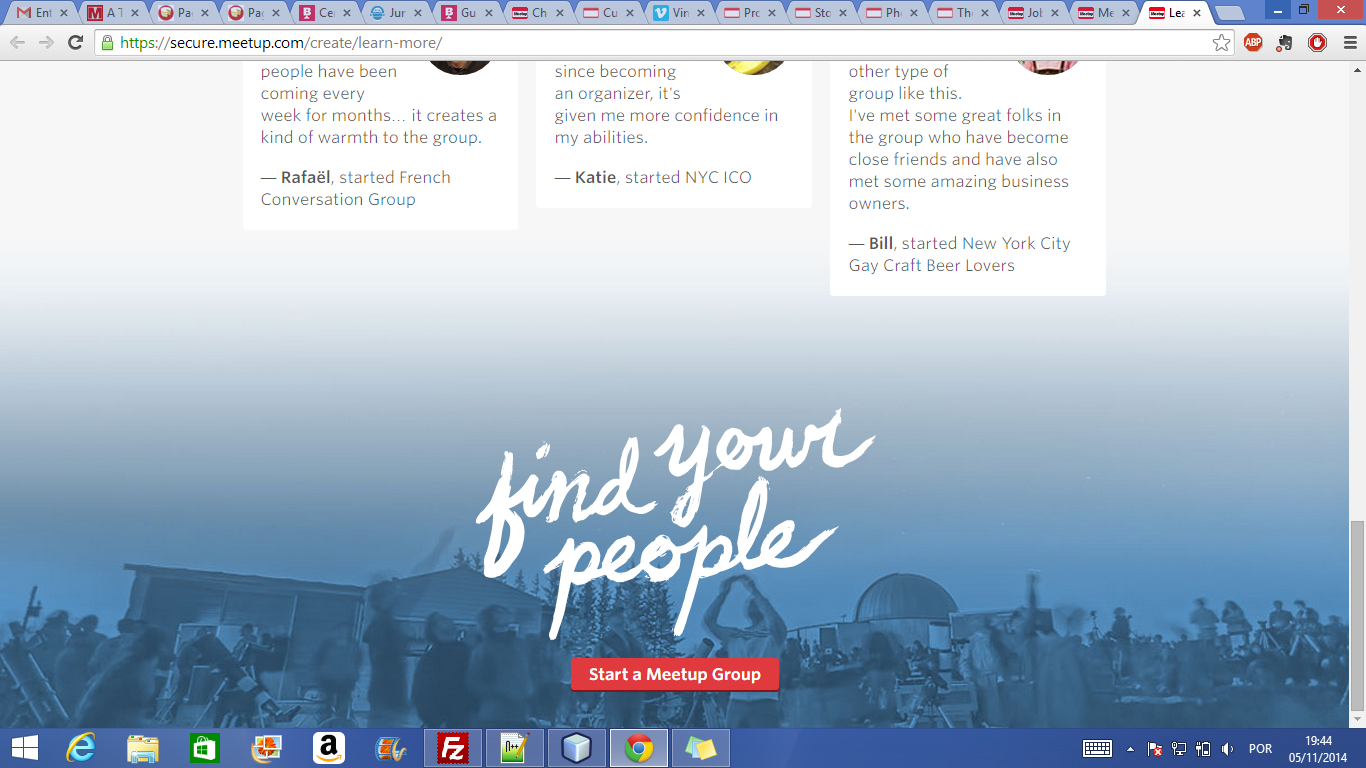 Ent
A T
Pa
Pag
Ce
Jur
Gu
Ch
Cu
Vin
Pro
Sto
Ph
Th
Jo
Me
Lea
https://secure.meetup.com/create/learn-more/
ABP
people have been
coming every
week for months... it creates a
kind of warmth to the group.
— Rafaël, started French
Conversation Group
since becoming
an organizer, it's
given me more confidence in
my abilities.
— Katie, started NYC ICO
other type of
group like this.
I've met some great folks in
the group who have become
close friends and have also
met some amazing business
owners.
— Bill, started New York City
Gay Craft Beer Lovers
find your
people
Start a Meetup Group
POR
19:44
05/11/2014